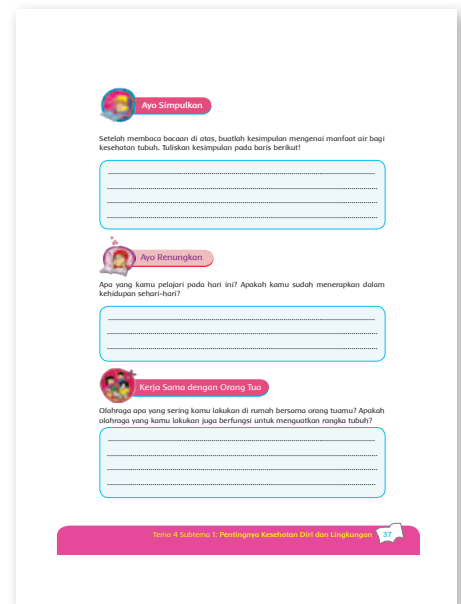 Ayo Simpulkan
Setelah membaca bacaan di atas, buatlah kesimpulan mengenai manfaat air bagi
kesehatan tubuh. Tuliskan kesimpulan pada baris berikut!
Ayo Renungkan
Apa yang kamu pelajari pada hari ini? Apakah kamu sudah menerapkan dalam
kehidupan sehari-hari?
Kerja Sama dengan Orang Tua
Olahraga apa yang sering kamu lakukan di rumah bersama orang tuamu? Apakah
olahraga yang kamu lakukan juga berfungsi untuk menguatkan rangka tubuh?
Tema 4 Subtema 1: Pentingnya Kesehatan Diri dan Lingkungan 37